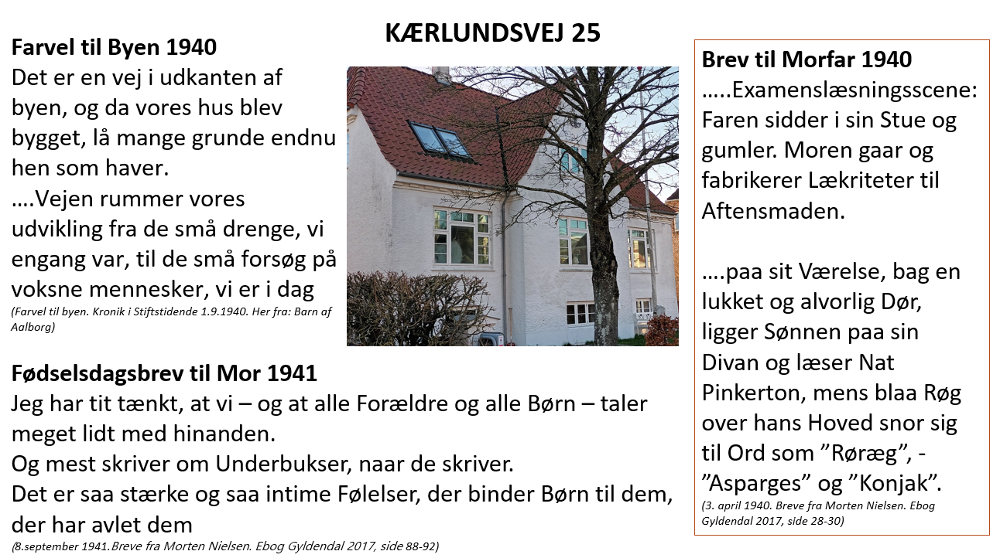 KÆRLUNDSVEJ 25
Farvel til Byen 1940
Det er en vej i udkanten af
byen, og da vores hus blev
bygget, lå mange grunde endnu
hen som haver.
….Vejen rummer vores
udvikling fra de små drenge, vi
engang var, til de små forsøg på
voksne mennesker, vi er i dag
(Farvel til byen. Kronik i Stiftstidende 1.9.1940. Her fra: Barn af
Aalborg)
Fødselsdagsbrev til Mor 1941
Jeg har tit tænkt, at vi – og at alle Forældre og alle Børn – taler
meget lidt med hinanden.
Og mest skriver om Underbukser, naar de skriver.
Det er saa stærke og saa intime Følelser, der binder Børn til dem,
der har avlet dem
(8.september 1941.Breve fra Morten Nielsen. Ebog Gyldendal 2017, side 88-92)
Brev til Morfar 1940
…..Examenslæsningsscene:
Faren sidder i sin Stue og
gumler. Moren gaar og
fabrikerer Lækriteter til
Aftensmaden.
….paa sit Værelse, bag en
lukket og alvorlig Dør,
ligger Sønnen paa sin
Divan og læser Nat
Pinkerton, mens blaa Røg
over hans Hoved snor sig
til Ord som ”Røræg”, -
”Asparges” og ”Konjak”.
(3. april 1940. Breve fra Morten Nielsen. Ebog
Gyldendal 2017, side 28-30)